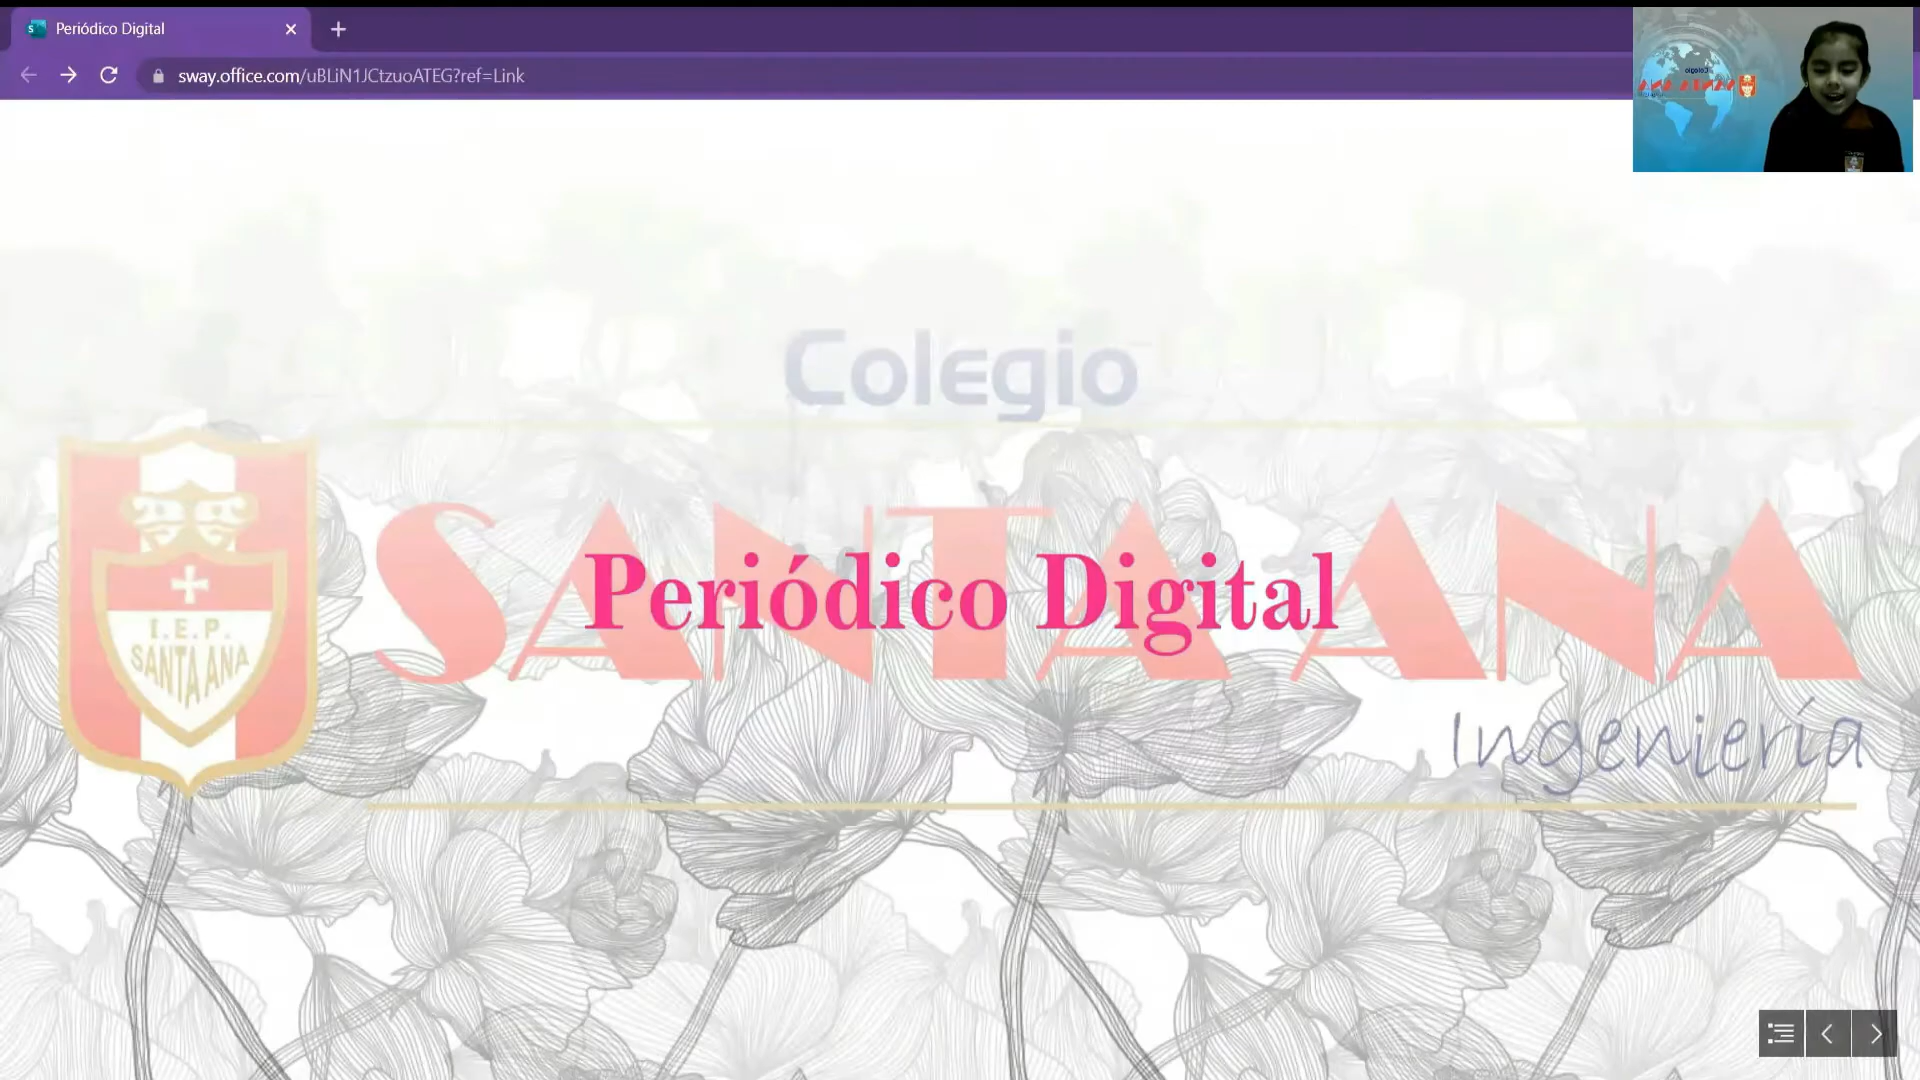 Periódico Digital
sway.office.com/uBLiN1JCtzuoATEG?ref=Link
Colegio
SANTA ANA
Periódico Digital
Ingeniería
I.E.P.
SANTA ANA